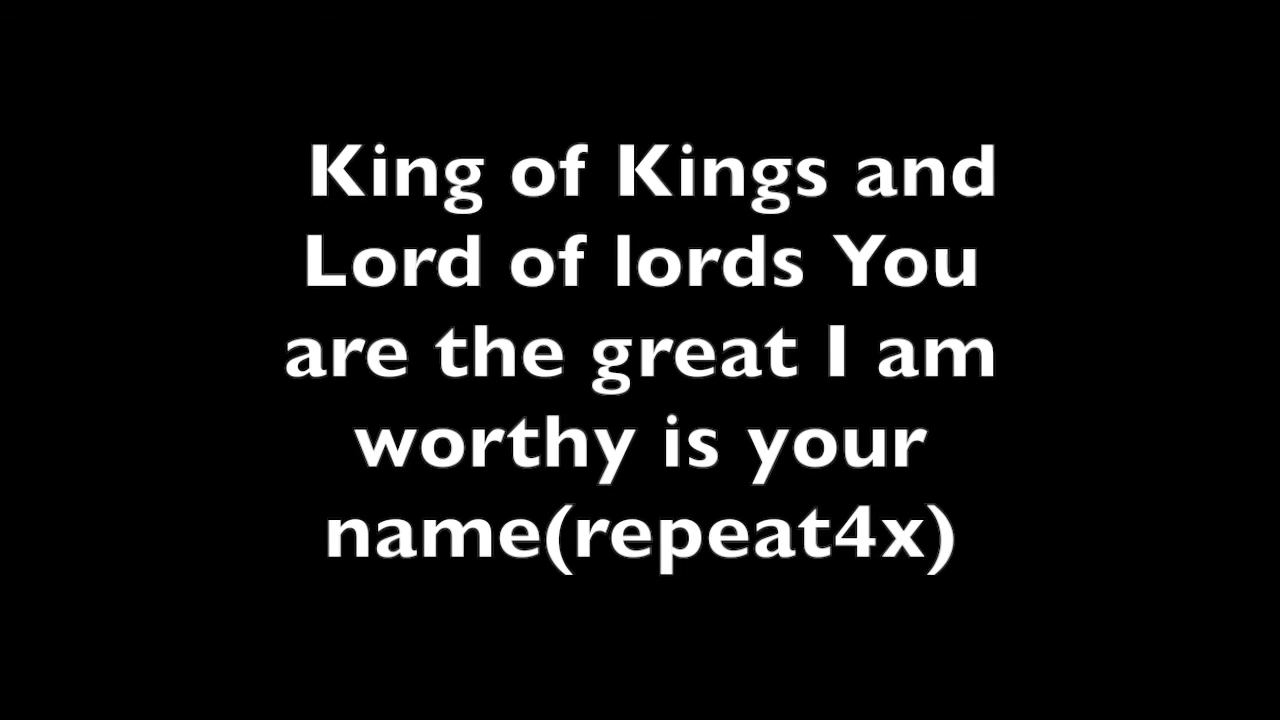 King of Kings and
Lord of lords You
are the great I am
worthy is your
name(repeat4x)